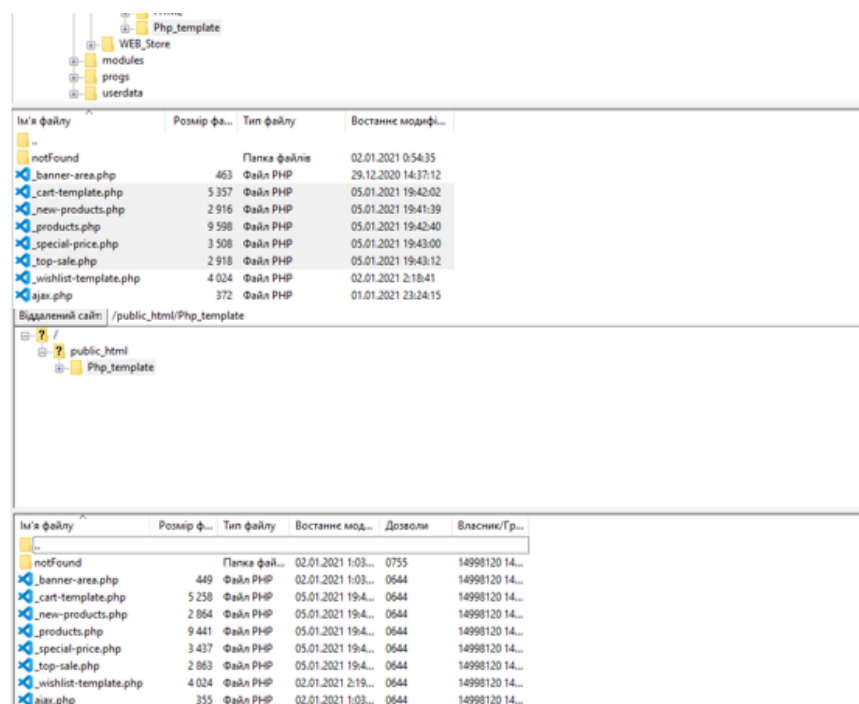 Php_template
WEB_Store
modules
progs
userdata
Ім'я файлу Розмір фа... Тип файлу Востаннє модифі...
..
notFound Папка файлів 02.01.2021 0:54:35
_banner-area.php 463 Файл PHP 29.12.2020 14:37:12
_cart-template.php 5 357 Файл PHP 05.01.2021 19:42:02
_new-products.php 2 916 Файл PHP 05.01.2021 19:41:39
_products.php 9 598 Файл PHP 05.01.2021 19:42:40
_special-price.php 3 508 Файл PHP 05.01.2021 19:43:00
_top-sale.php 2 918 Файл PHP 05.01.2021 19:43:12
_wishlist-template.php 4 024 Файл PHP 02.01.2021 2:18:41
ajax.php 372 Файл PHP 01.01.2021 23:24:15
Віддалений сайт: /public_html/Php_template
? /
? public_html
Php_template
Ім'я файлу Розмір ф... Тип файлу Востаннє мод... Дозволи Власник/Гр...
..
notFound Папка фай... 02.01.2021 1:03... 0755 14998120 14...
_banner-area.php 449 Файл PHP 02.01.2021 1:03... 0644 14998120 14...
_cart-template.php 5 258 Файл PHP 05.01.2021 19:4... 0644 14998120 14...
_new-products.php 2 864 Файл PHP 05.01.2021 19:4... 0644 14998120 14...
_products.php 9 441 Файл PHP 05.01.2021 19:4... 0644 14998120 14...
_special-price.php 3 437 Файл PHP 05.01.2021 19:4... 0644 14998120 14...
_top-sale.php 2 863 Файл PHP 05.01.2021 19:4... 0644 14998120 14...
_wishlist-template.php 4 024 Файл PHP 02.01.2021 2:19... 0644 14998120 14...
ajax.php 355 Файл PHP 02.01.2021 1:03... 0644 14998120 14...